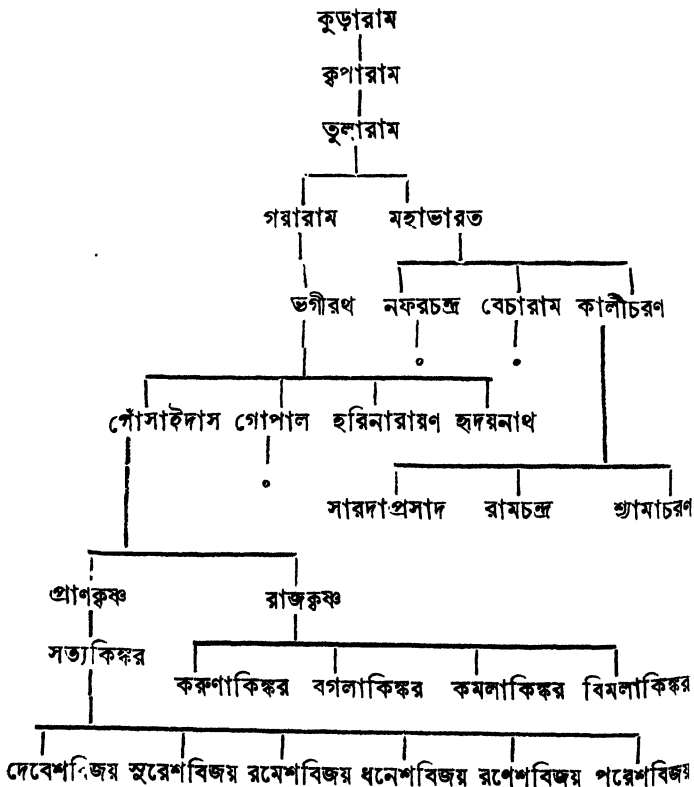 কুড়ারাম
কৃপারাম
তুলারাম
গয়ারাম মহাভারত
ভগীরথ নফরচন্দ্র বেচারাম কালীচরণ
গোঁসাইদাস গোপাল হরিনারায়ণ হৃদয়নাথ
সারদাপ্রসাদ রামচন্দ্র শ্যামাচরণ
প্রাণকৃষ্ণ রাজকৃষ্ণ
সত্যকিঙ্কর
করুণাকিঙ্কর বগলাকিঙ্কর কমলাকিঙ্কর বিমলাকিঙ্কর
দেবেশবিজয় সুরেশবিজয় রমেশবিজয় ধনেশবিজয় রণেশবিজয় পরেশবিজয়